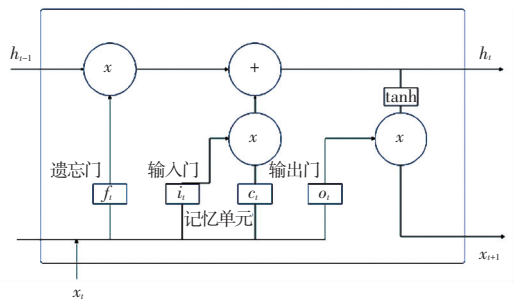 h_{t-1}
x
+
h_t
tanh
x
x
遗忘门
输入门
输出门
f_t
i_t
c_t
o_t
记忆单元
x_{t+1}
x_t